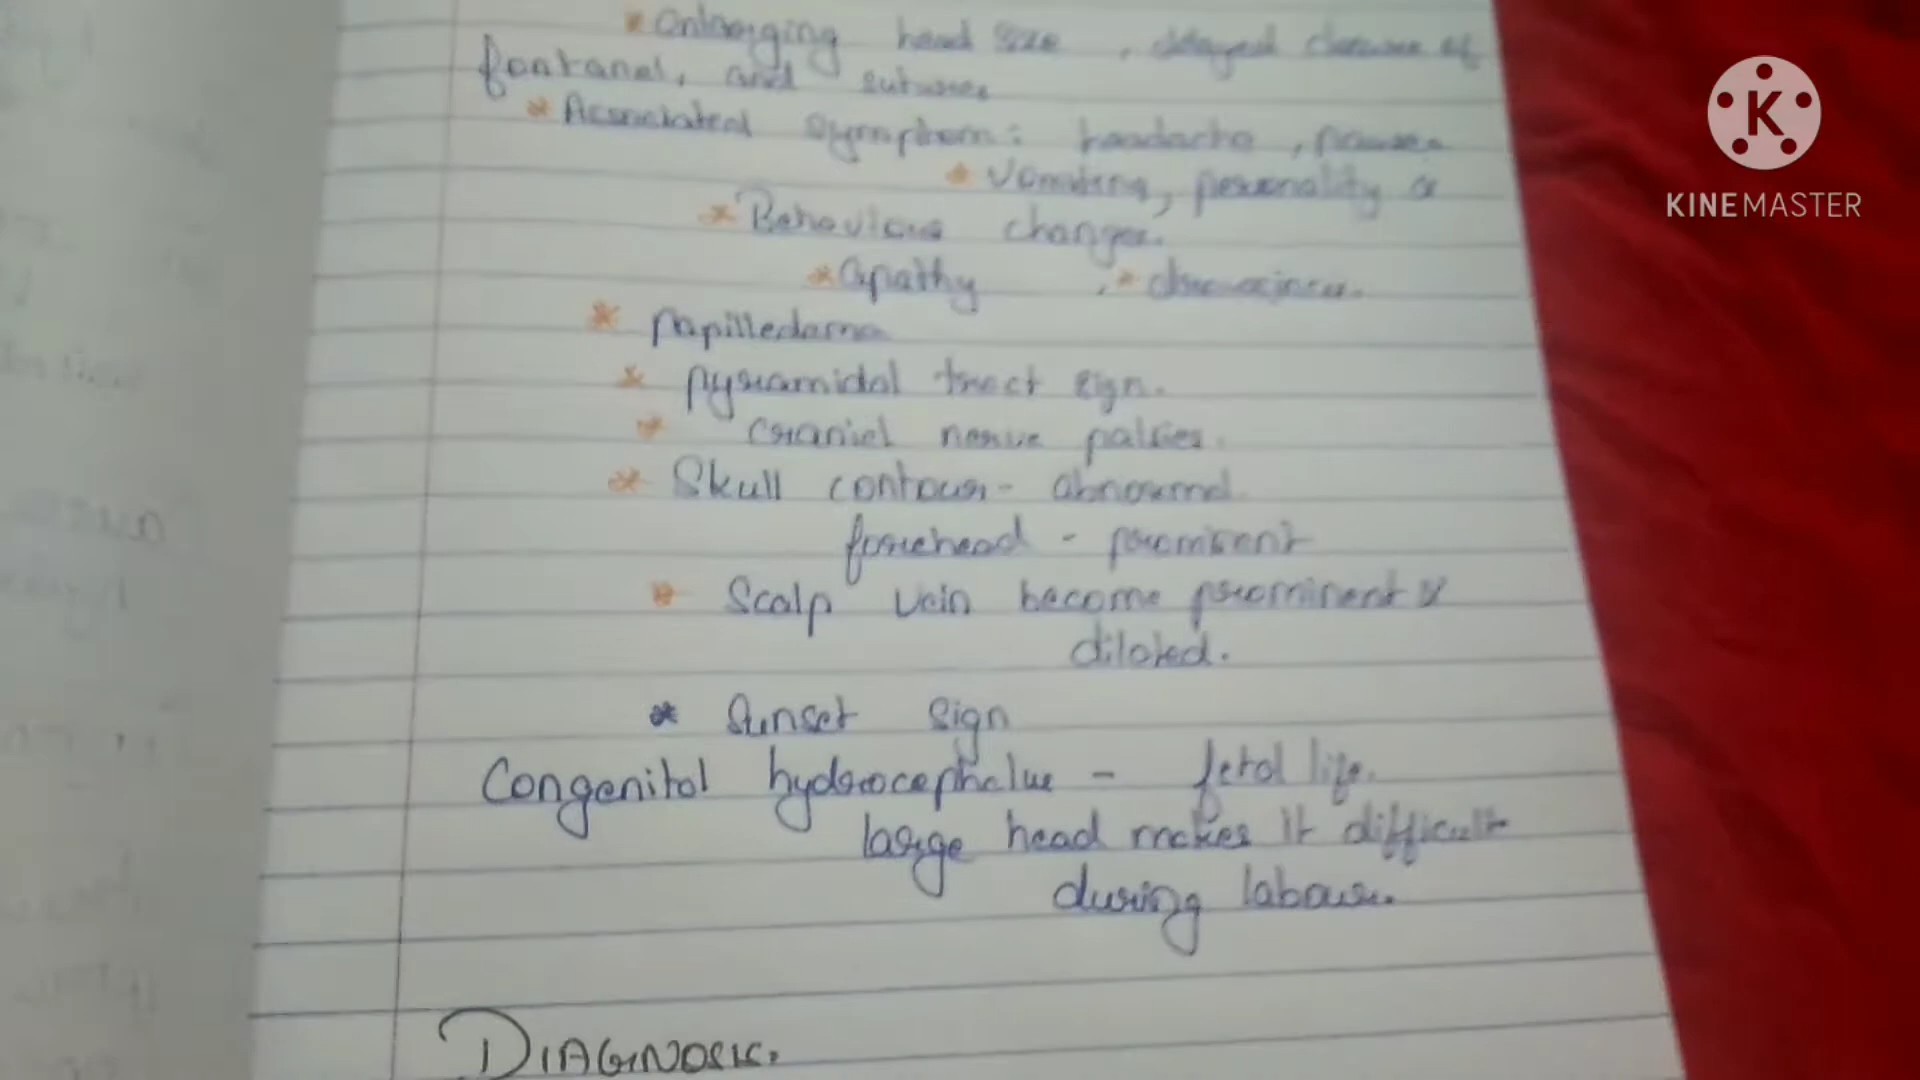 * Enlarging head size, delayed closure of
fontanel, and sutures
* Associated symptom: headache, nausea
* Vomiting, personality &
* Behaviour changes.
* Apathy , * drowsiness.
* Papilledema
* pyramidal tract sign.
* cranial nerve palsies.
* Skull contour - abnormal
forehead - prominent
* Scalp vein become prominent &
dilated.
* Sunset sign
Congenital hydrocephalus - fetal life.
large head makes it difficult
during labour.
DIAGNOSIS.
K
KINEMASTER